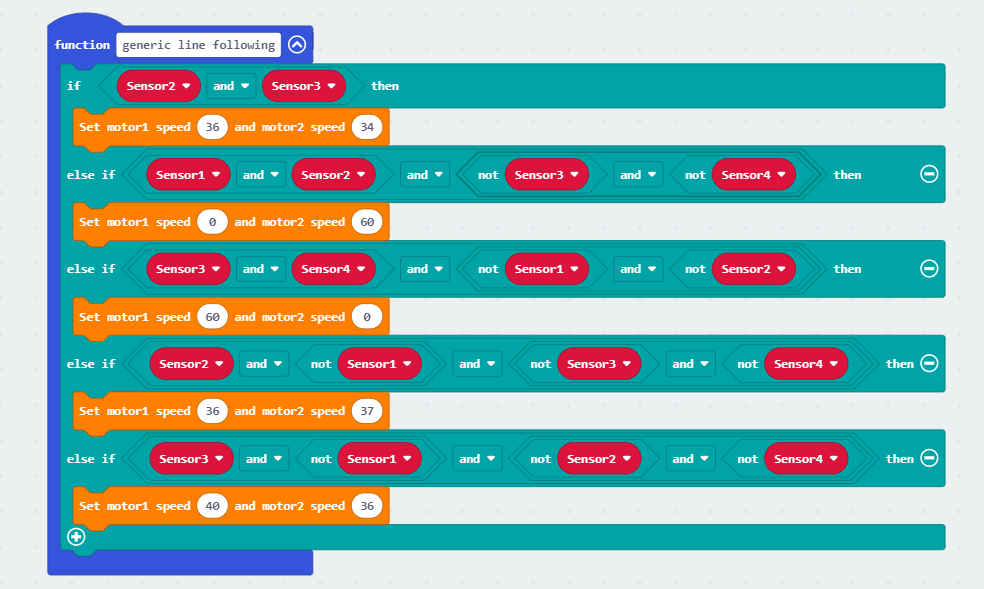 function generic line following
if Sensor2 and Sensor3 then
Set motor1 speed 36 and motor2 speed 34
else if Sensor1 and Sensor2 and not Sensor3 and not Sensor4 then
Set motor1 speed 0 and motor2 speed 60
else if Sensor3 and Sensor4 and not Sensor1 and not Sensor2 then
Set motor1 speed 60 and motor2 speed 0
else if Sensor2 and not Sensor1 and not Sensor3 and not Sensor4 then
Set motor1 speed 36 and motor2 speed 37
else if Sensor3 and not Sensor1 and not Sensor2 and not Sensor4 then
Set motor1 speed 40 and motor2 speed 36